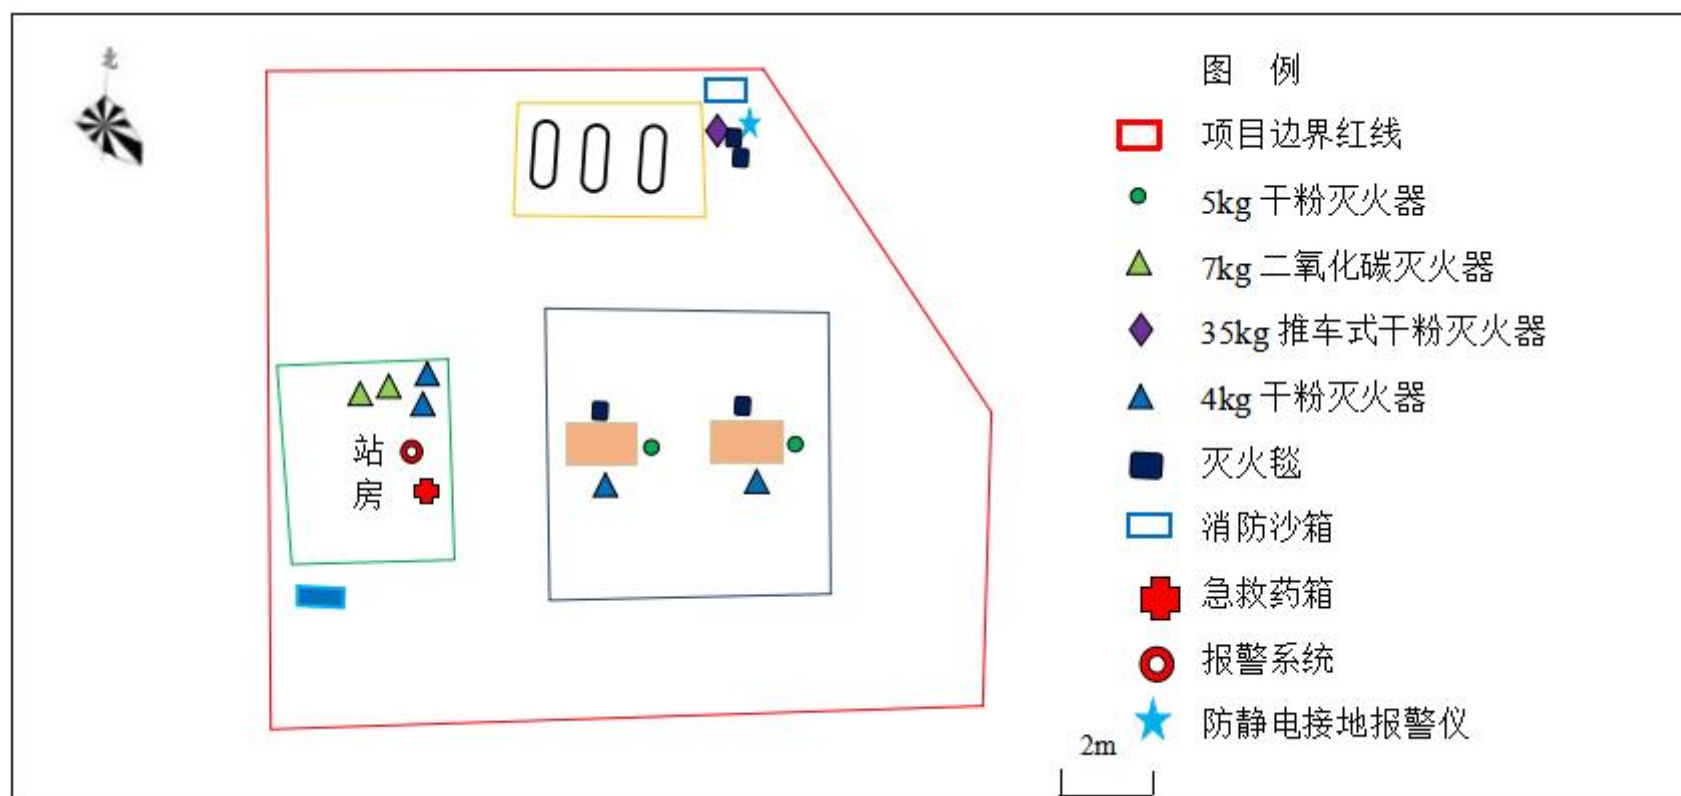 北
图 例
项目边界红线
5kg 干粉灭火器
7kg 二氧化碳灭火器
35kg 推车式干粉灭火器
4kg 干粉灭火器
灭火毯
消防沙箱
急救药箱
报警系统
防静电接地报警仪
站
房
2m